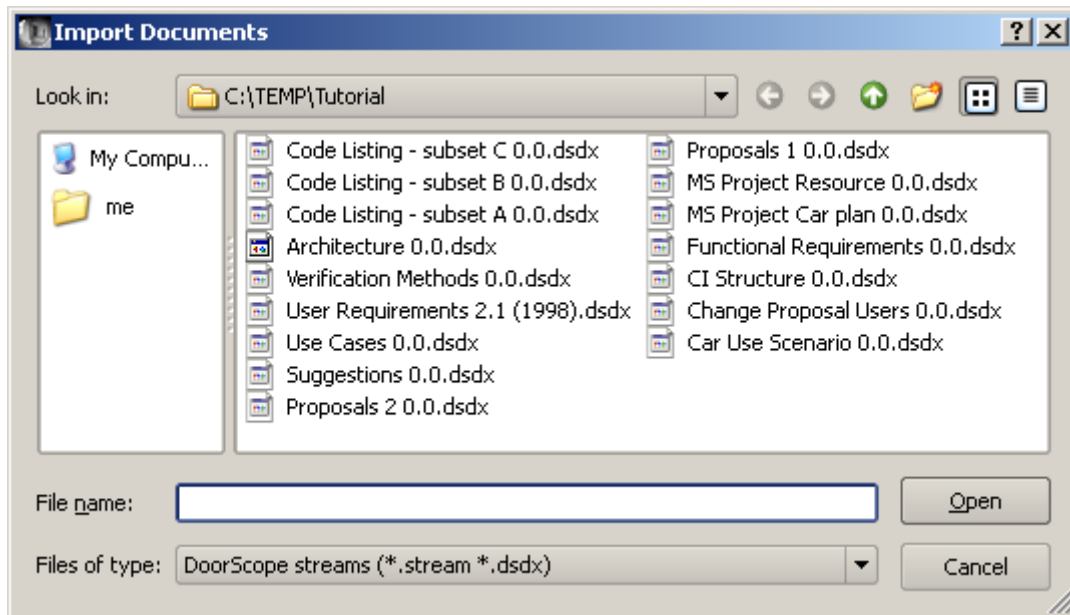 Import Documents
Look in:
C:\TEMP\Tutorial
My Compu...
me
Code Listing - subset C 0.0.dsdx
Code Listing - subset B 0.0.dsdx
Code Listing - subset A 0.0.dsdx
Architecture 0.0.dsdx
Verification Methods 0.0.dsdx
User Requirements 2.1 (1998).dsdx
Use Cases 0.0.dsdx
Suggestions 0.0.dsdx
Proposals 2 0.0.dsdx
Proposals 1 0.0.dsdx
MS Project Resource 0.0.dsdx
MS Project Car plan 0.0.dsdx
Functional Requirements 0.0.dsdx
CI Structure 0.0.dsdx
Change Proposal Users 0.0.dsdx
Car Use Scenario 0.0.dsdx
File name:
Open
Files of type:
DoorScope streams (*.stream *.dsdx)
Cancel